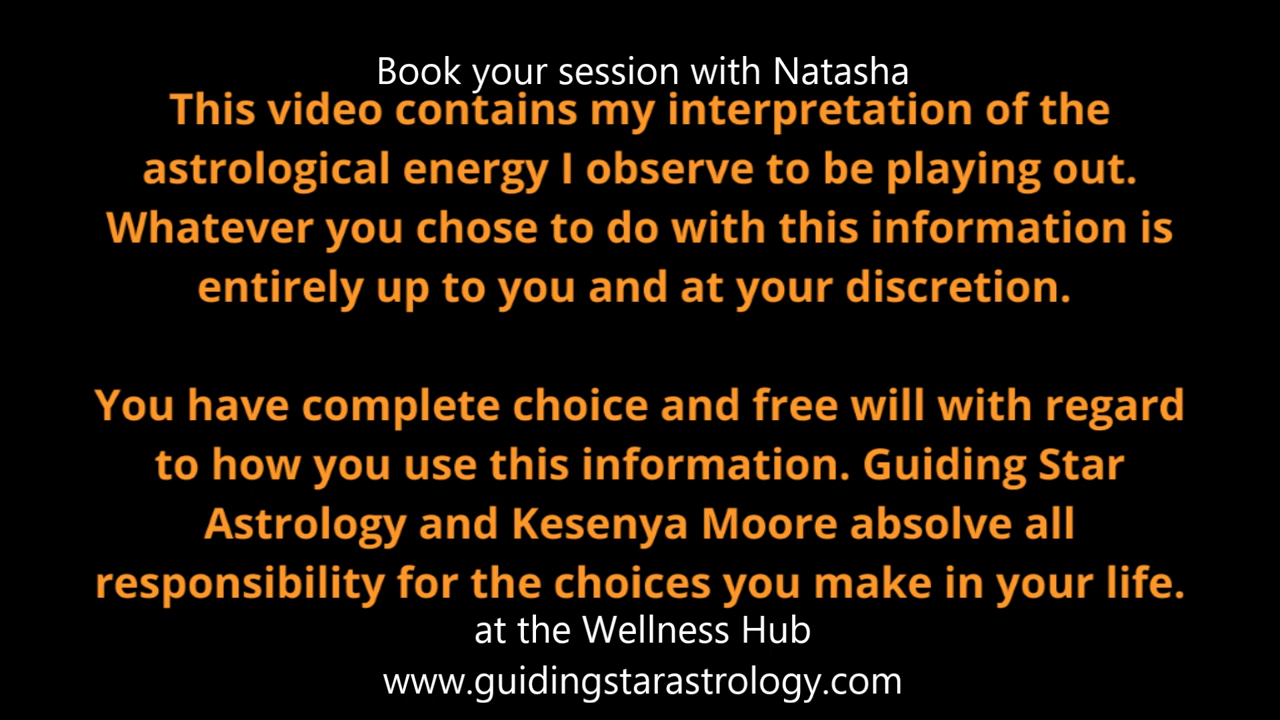 Book your session with Natasha
This video contains my interpretation of the
astrological energy I observe to be playing out.
Whatever you chose to do with this information is
entirely up to you and at your discretion.
You have complete choice and free will with regard
to how you use this information. Guiding Star
Astrology and Kesenya Moore absolve all
responsibility for the choices you make in your life.
at the Wellness Hub
www.guidingstarastrology.com